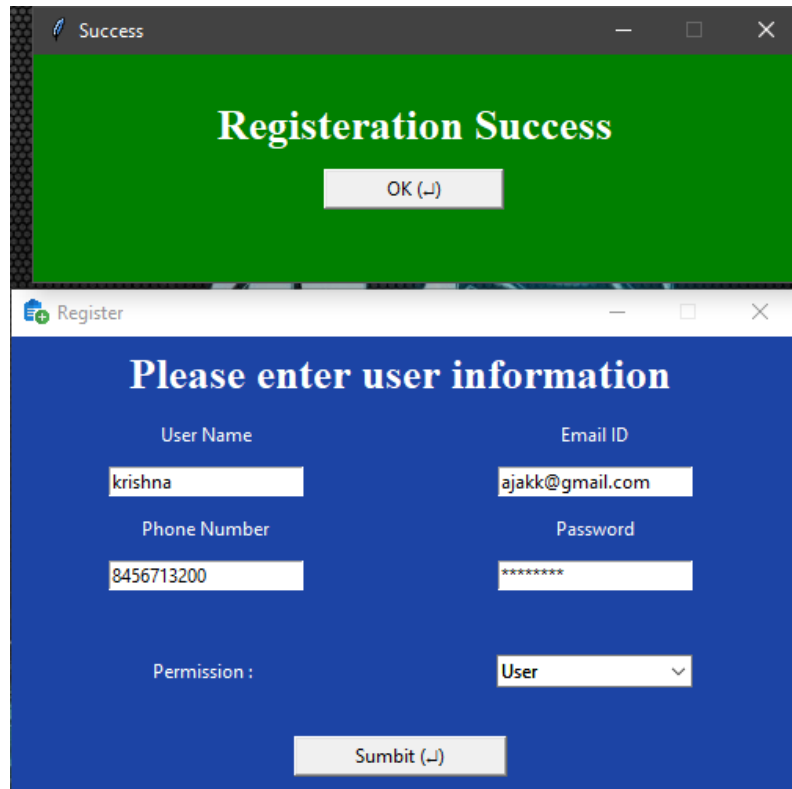 Success
Registeration Success
OK (↵)
Register
Please enter user information
User Name Email ID
krishna ajakk@gmail.com
Phone Number Password
8456713200 ********
Permission : User
Sumbit (↵)